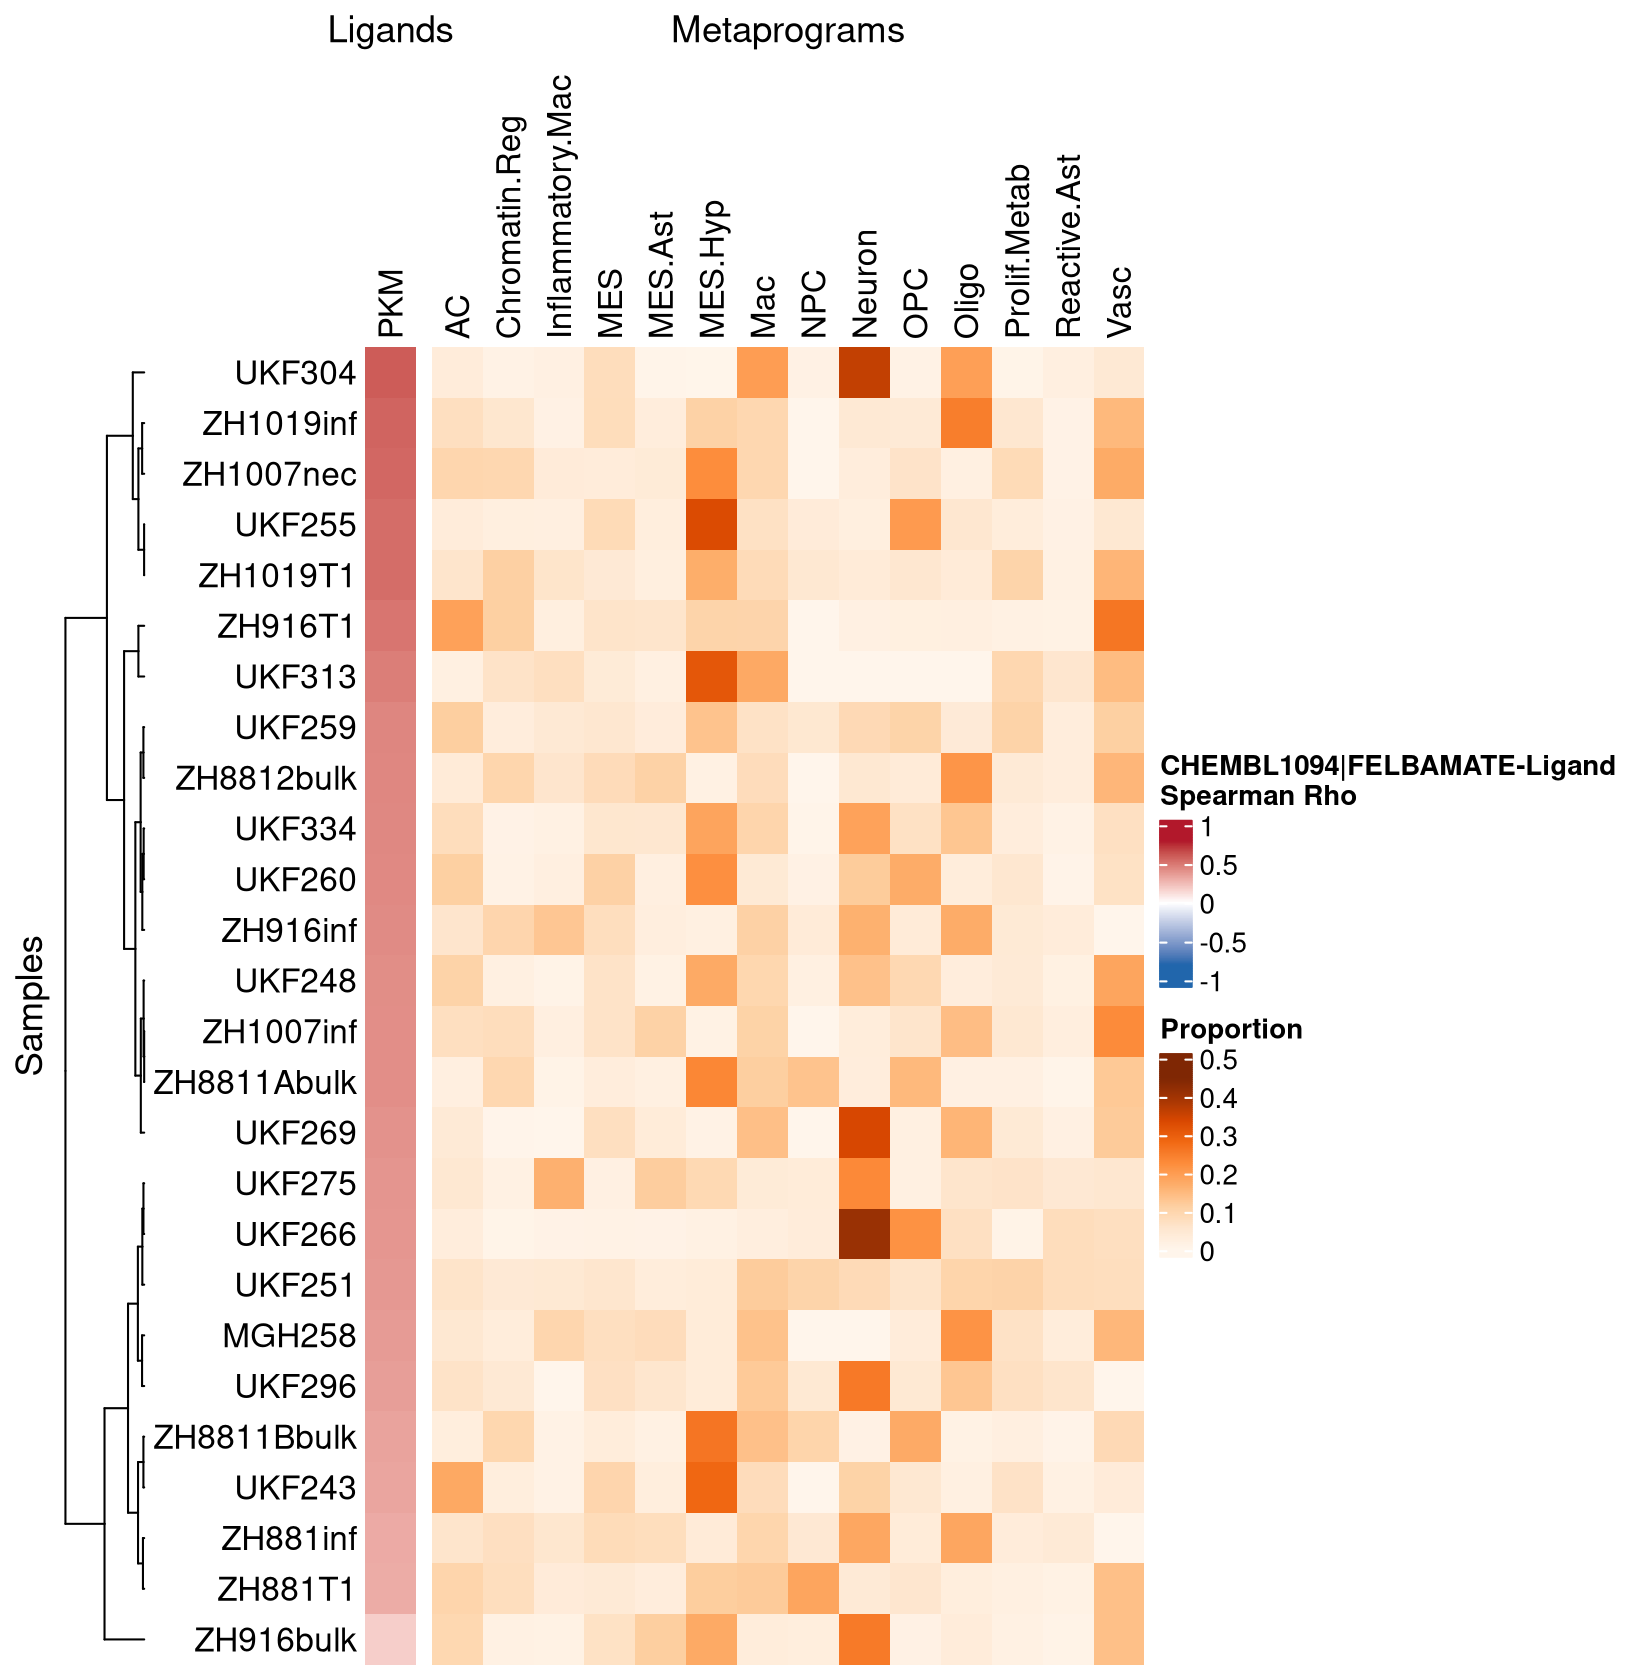 Ligands
Metaprograms
PKM
AC
Chromatin.Reg
Inflammatory.Mac
MES
MES.Ast
MES.Hyp
Mac
NPC
Neuron
OPC
Oligo
Prolif.Metab
Reactive.Ast
Vasc
Samples
UKF304
ZH1019inf
ZH1007nec
UKF255
ZH1019T1
ZH916T1
UKF313
UKF259
ZH8812bulk
UKF334
UKF260
ZH916inf
UKF248
ZH1007inf
ZH8811Abulk
UKF269
UKF275
UKF266
UKF251
MGH258
UKF296
ZH8811Bbulk
UKF243
ZH881inf
ZH881T1
ZH916bulk
CHEMBL1094|FELBAMATE-Ligand
Spearman Rho
1
0.5
0
-0.5
-1
Proportion
0.5
0.4
0.3
0.2
0.1
0